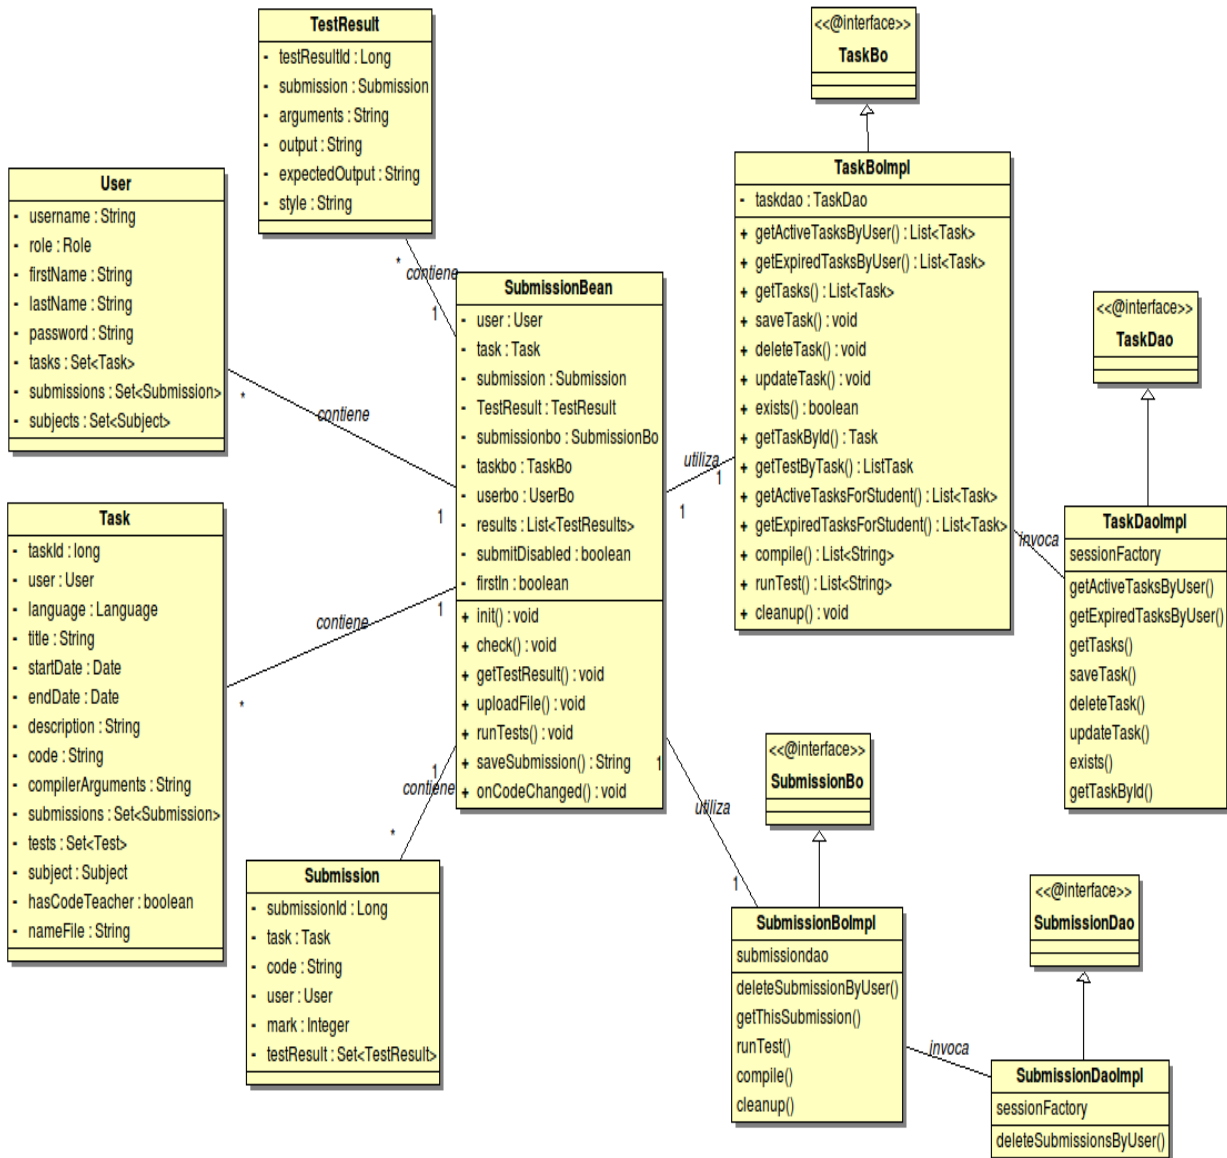 TestResult
- testResultId : Long
- submission : Submission
- arguments : String
- output : String
- expectedOutput : String
- style : String
<<@interface>>
TaskBo
User
- username : String
- role : Role
- firstName : String
- lastName : String
- password : String
- tasks : Set<Task>
- submissions : Set<Submission>
- subjects : Set<Subject>
* contiene
1
* contiene
1
SubmissionBean
- user : User
- task : Task
- submission : Submission
- TestResult : TestResult
- submissionbo : SubmissionBo
- taskbo : TaskBo
- userbo : UserBo
- results : List<TestResults>
- submitDisabled : boolean
- firstIn : boolean
+ init() : void
+ check() : void
+ getTestResult() : void
+ uploadFile() : void
+ runTests() : void
+ saveSubmission() : String
+ onCodeChanged() : void
TaskBoImpl
- taskdao : TaskDao
+ getActiveTasksByUser() : List<Task>
+ getExpiredTasksByUser() : List<Task>
+ getTasks() : List<Task>
+ saveTask() : void
+ deleteTask() : void
+ updateTask() : void
+ exists() : boolean
+ getTaskById() : Task
+ getTestByTask() : ListTask
+ getActiveTasksForStudent() : List<Task>
+ getExpiredTasksForStudent() : List<Task>
+ compile() : List<String>
+ runTest() : List<String>
+ cleanup() : void
utiliza
1
1
<<@interface>>
TaskDao
invoca
TaskDaoImpl
sessionFactory
getActiveTasksByUser()
getExpiredTasksByUser()
getTasks()
saveTask()
deleteTask()
updateTask()
exists()
getTaskById()
Task
- taskId : long
- user : User
- language : Language
- title : String
- startDate : Date
- endDate : Date
- description : String
- code : String
- compilerArguments : String
- submissions : Set<Submission>
- tests : Set<Test>
- subject : Subject
- hasCodeTeacher : boolean
- nameFile : String
contiene
1
*
1
contiene
*
Submission
- submissionId : Long
- task : Task
- code : String
- user : User
- mark : Integer
- testResult : Set<TestResult>
1
utiliza
1
<<@interface>>
SubmissionBo
SubmissionBoImpl
submissiondao
deleteSubmissionByUser()
getThisSubmission()
runTest()
compile()
cleanup()
invoca
<<@interface>>
SubmissionDao
SubmissionDaoImpl
sessionFactory
deleteSubmissionsByUser()